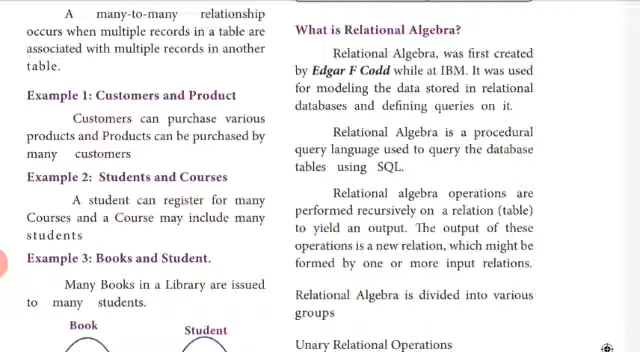 A many-to-many relationship
occurs when multiple records in a table are
associated with multiple records in another
table.
Example 1: Customers and Product
Customers can purchase various
products and Products can be purchased by
many customers
Example 2: Students and Courses
A student can register for many
Courses and a Course may include many
students
Example 3: Books and Student.
Many Books in a Library are issued
to many students.
Book
Student
What is Relational Algebra?
Relational Algebra, was first created
by Edgar F Codd while at IBM. It was used
for modeling the data stored in relational
databases and defining queries on it.
Relational Algebra is a procedural
query language used to query the database
tables using SQL.
Relational algebra operations are
performed recursively on a relation (table)
to yield an output. The output of these
operations is a new relation, which might be
formed by one or more input relations.
Relational Algebra is divided into various
groups
Unary Relational Operations